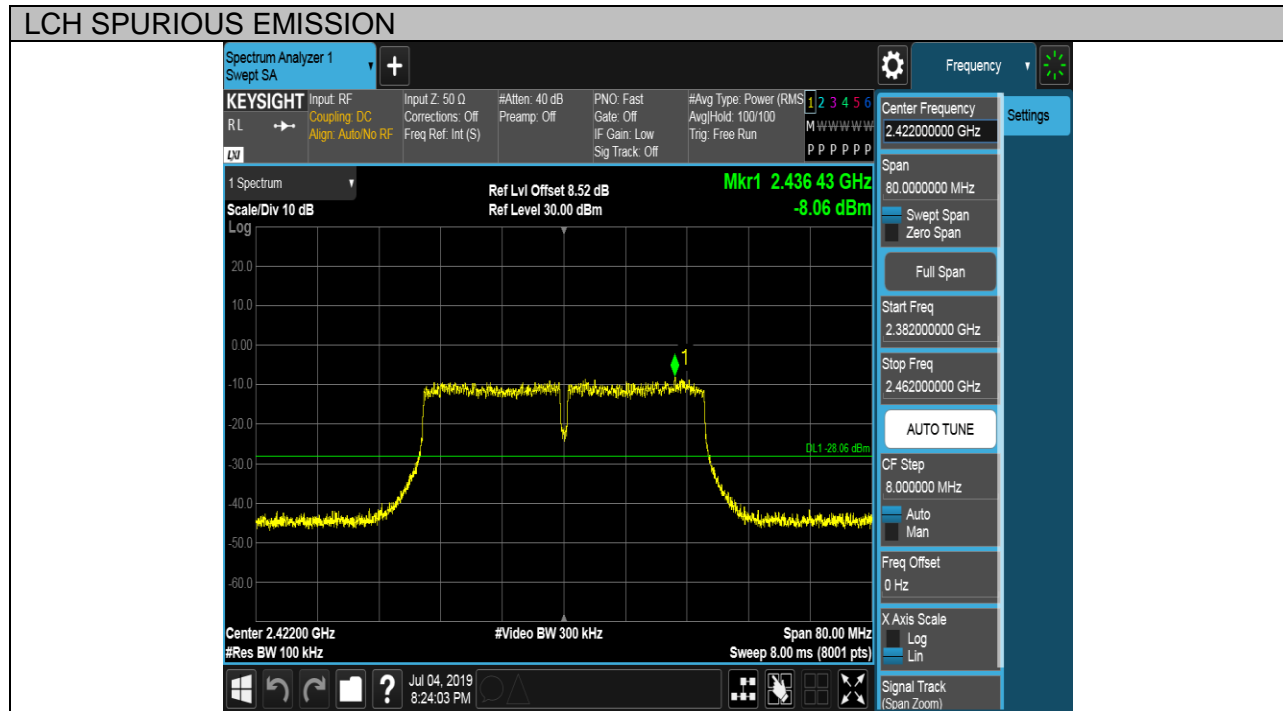 LCH SPURIOUS EMISSION
Spectrum Analyzer 1
Swept SA
+
Frequency
KEYSIGHT
RL
LXI
Input: RF
Coupling: DC
Align: Auto/No RF
Input Z: 50 Ω
Corrections: Off
Freq Ref: Int (S)
#Atten: 40 dB
Preamp: Off
PNO: Fast
Gate: Off
IF Gain: Low
Sig Track: Off
#Avg Type: Power (RMS
Avg|Hold: 100/100
Trig: Free Run
1 2 3 4 5 6
M W W W W W
P P P P P P
1 Spectrum
Scale/Div 10 dB
Log
Ref Lvl Offset 8.52 dB
Ref Level 30.00 dBm
Mkr1 2.436 43 GHz
-8.06 dBm
20.0
10.0
0.00
-10.0
-20.0
-30.0
-40.0
-50.0
-60.0
1
DL1 -28.06 dBm
Center 2.42200 GHz
#Res BW 100 kHz
#Video BW 300 kHz
Span 80.00 MHz
Sweep 8.00 ms (8001 pts)
Center Frequency
2.422000000 GHz
Settings
Span
80.0000000 MHz
Swept Span
Zero Span
Full Span
Start Freq
2.382000000 GHz
Stop Freq
2.462000000 GHz
AUTO TUNE
CF Step
8.000000 MHz
Auto
Man
Freq Offset
0 Hz
X Axis Scale
Log
Lin
Signal Track
(Span Zoom)
?
Jul 04, 2019
8:24:03 PM